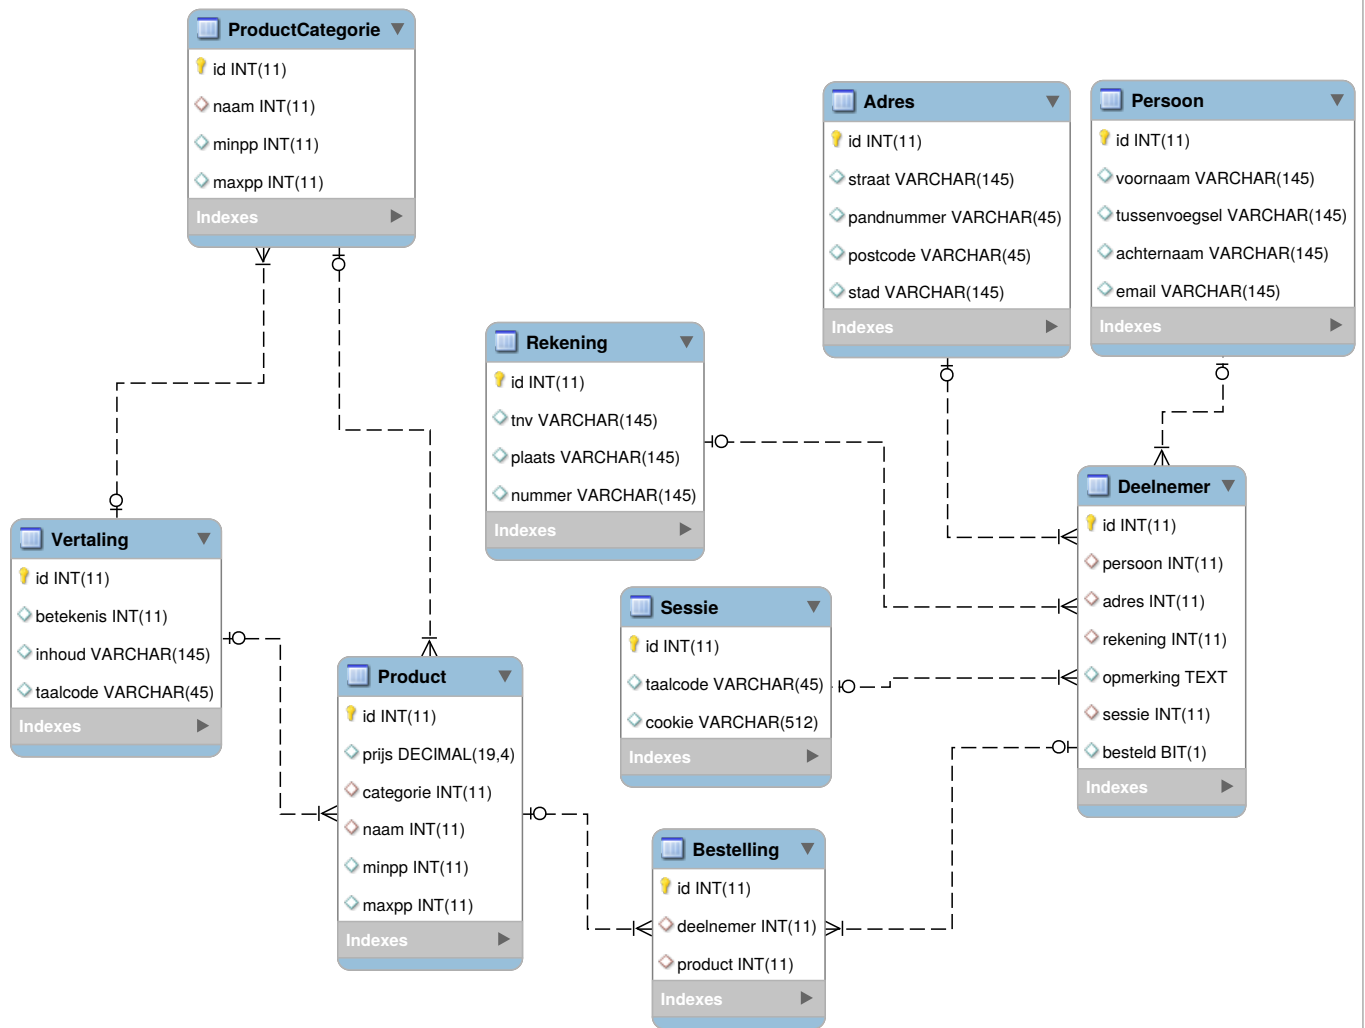 ProductCategorie
id INT(11)
naam INT(11)
minpp INT(11)
maxpp INT(11)
Indexes
Adres
id INT(11)
straat VARCHAR(145)
pandnummer VARCHAR(45)
postcode VARCHAR(45)
stad VARCHAR(145)
Indexes
Persoon
id INT(11)
voornaam VARCHAR(145)
tussenvoegsel VARCHAR(145)
achternaam VARCHAR(145)
email VARCHAR(145)
Indexes
Rekening
id INT(11)
tnv VARCHAR(145)
plaats VARCHAR(145)
nummer VARCHAR(145)
Indexes
Deelnemer
id INT(11)
persoon INT(11)
adres INT(11)
rekening INT(11)
opmerking TEXT
sessie INT(11)
besteld BIT(1)
Indexes
Vertaling
id INT(11)
betekenis INT(11)
inhoud VARCHAR(145)
taalcode VARCHAR(45)
Indexes
Sessie
id INT(11)
taalcode VARCHAR(45)
cookie VARCHAR(512)
Indexes
Product
id INT(11)
prijs DECIMAL(19,4)
categorie INT(11)
naam INT(11)
minpp INT(11)
maxpp INT(11)
Indexes
Bestelling
id INT(11)
deelnemer INT(11)
product INT(11)
Indexes